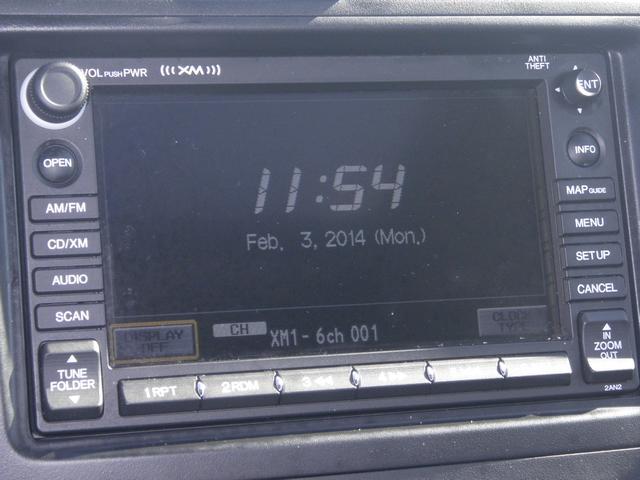 VOL PUSH PWR
(((XM)))
ANTI THEFT
ENT
OPEN
INFO
AM/FM
MAP GUIDE
CD/XM
MENU
AUDIO
SETUP
SCAN
CANCEL
11:54
Feb. 3, 2014 (Mon.)
DISPLAY OFF
CH
XM1- 6ch 001
CLOCK TYPE
TUNE FOLDER
IN ZOOM OUT
1 RPT
2 RDM
3 ◄◄
4 ►►
2AN2